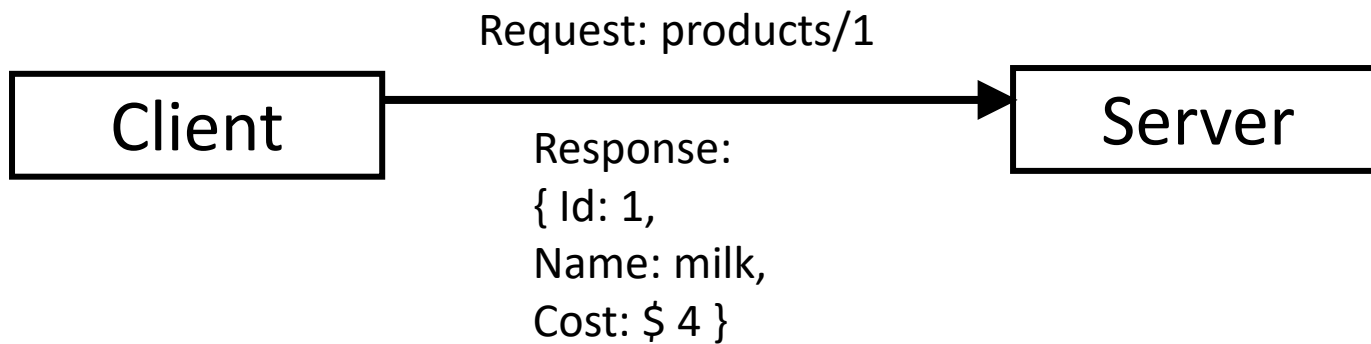 Request: products/1
Client
Server
Response:
{ Id: 1,
Name: milk,
Cost: $ 4 }